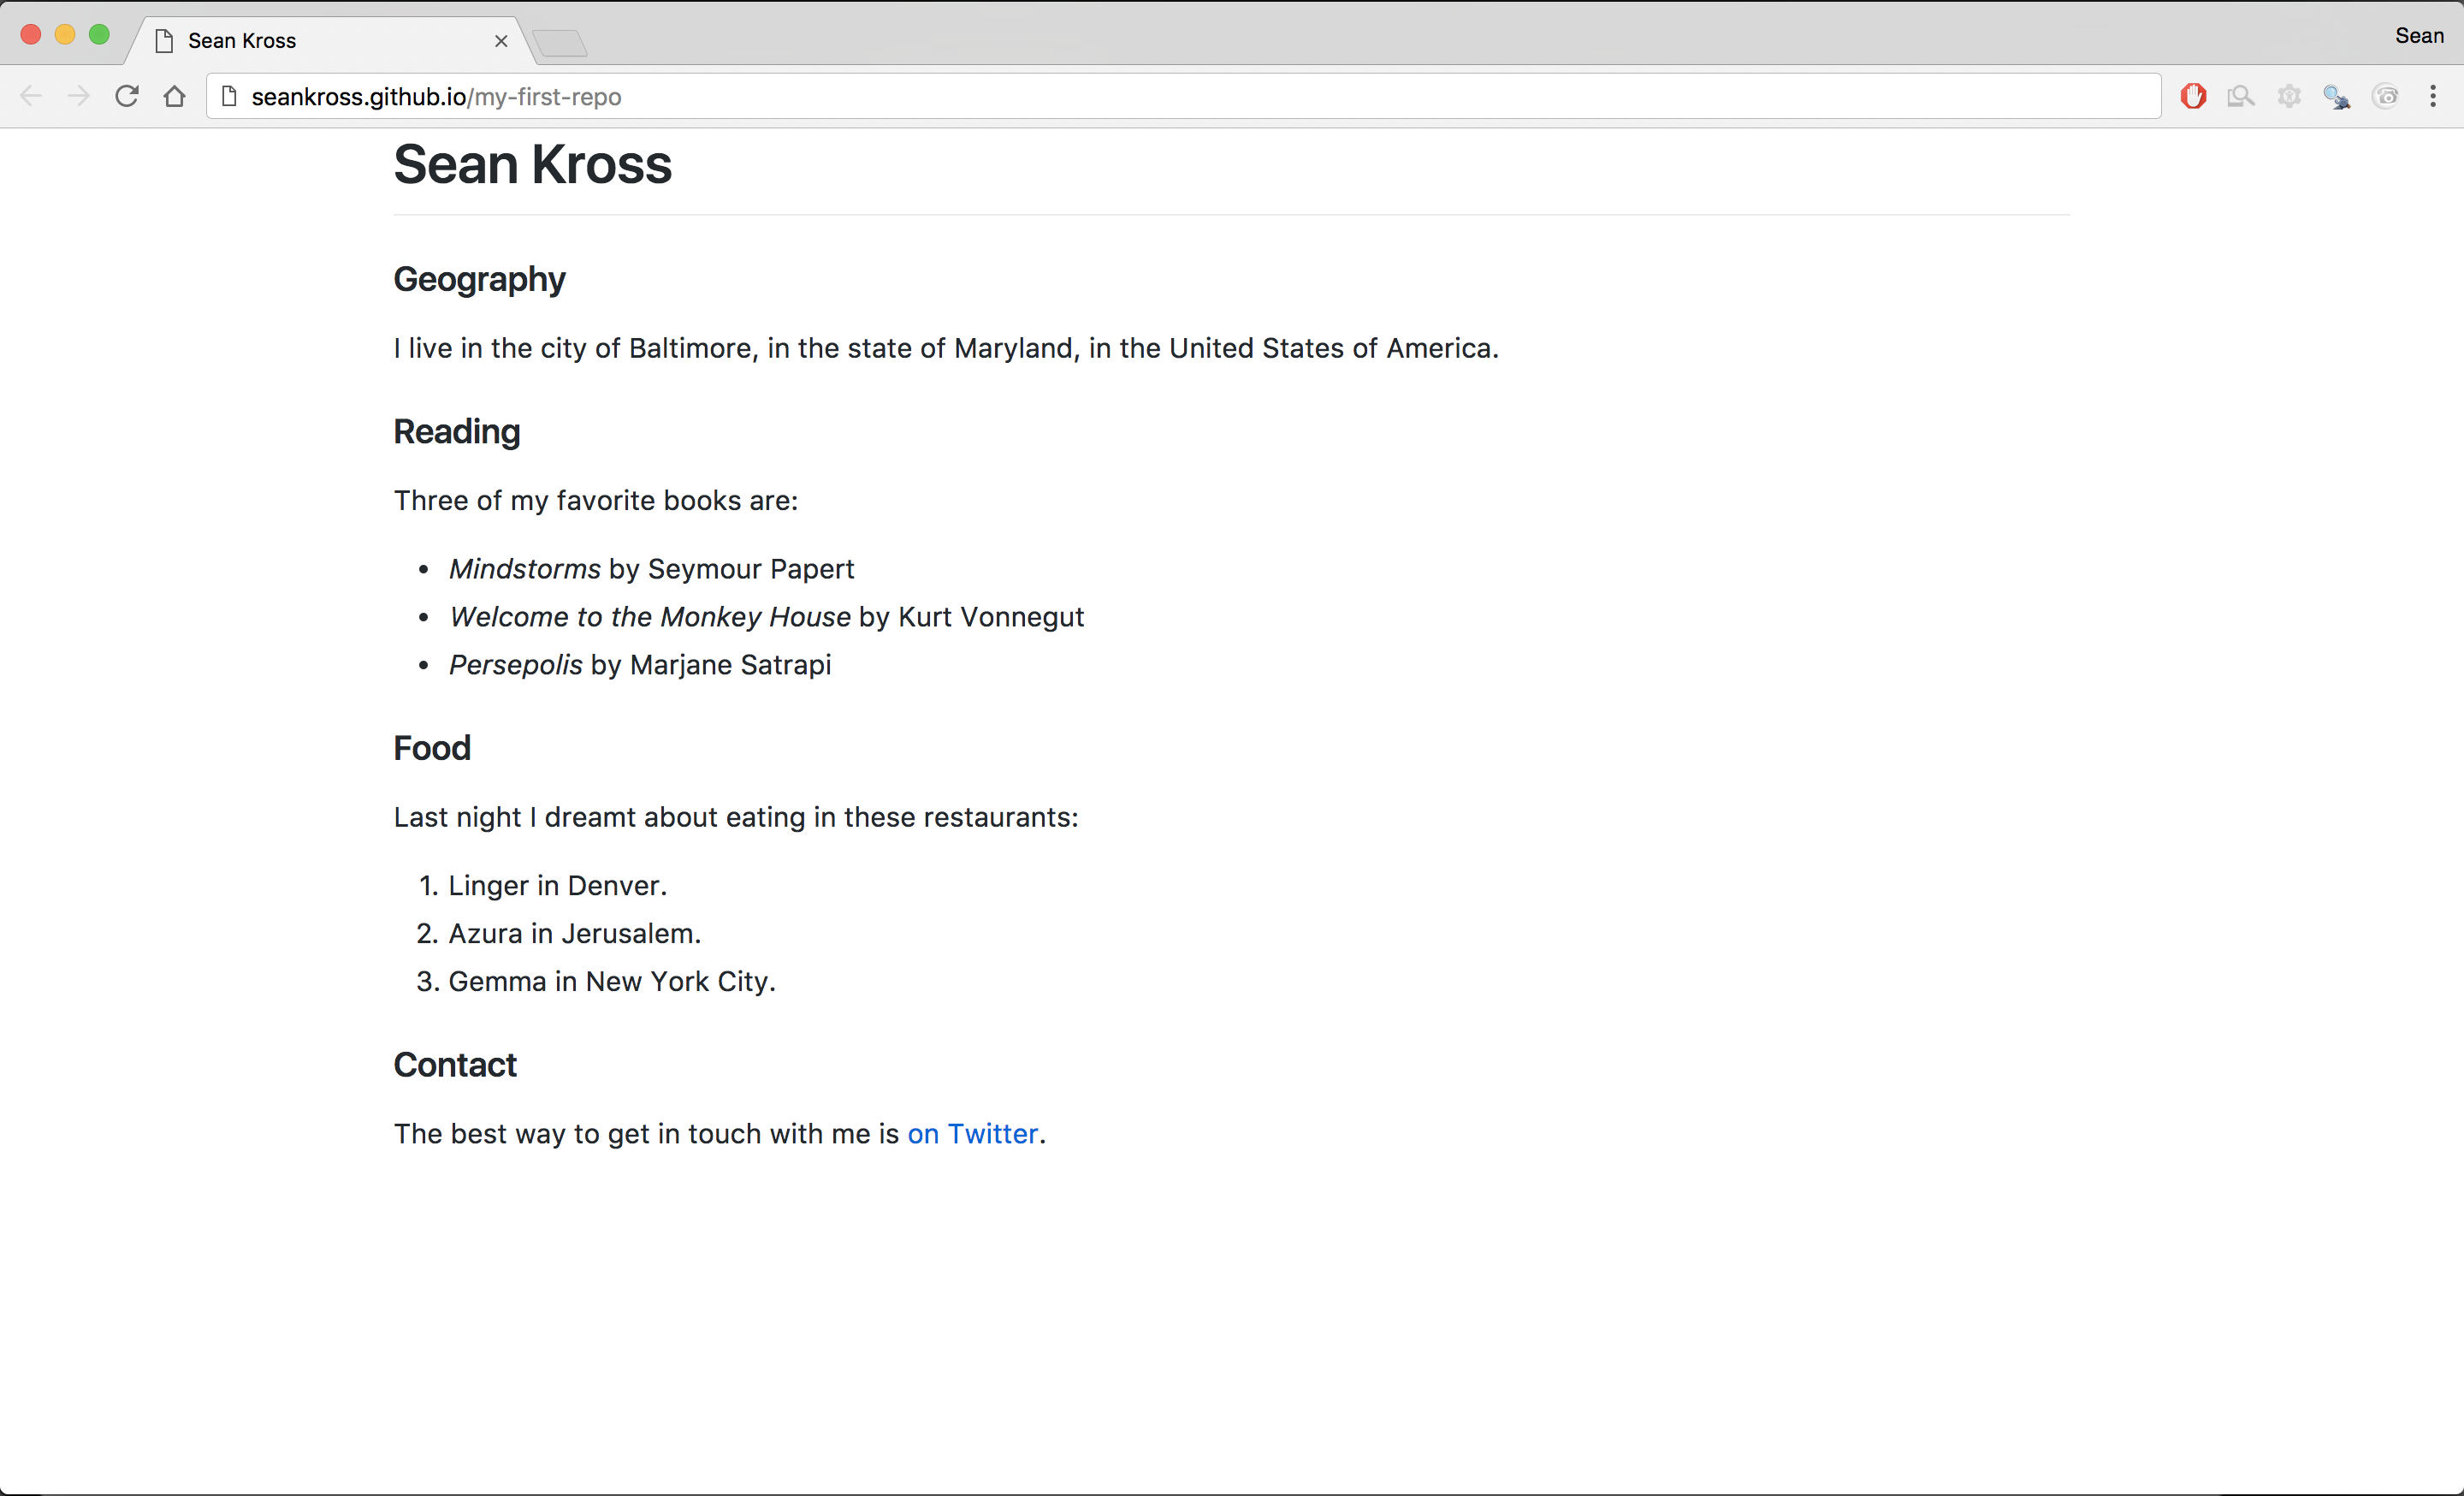 Sean Kross
Sean
seankross.github.io/my-first-repo
Sean Kross
Geography
I live in the city of Baltimore, in the state of Maryland, in the United States of America.
Reading
Three of my favorite books are:
• Mindstorms by Seymour Papert
• Welcome to the Monkey House by Kurt Vonnegut
• Persepolis by Marjane Satrapi
Food
Last night I dreamt about eating in these restaurants:
1. Linger in Denver.
2. Azura in Jerusalem.
3. Gemma in New York City.
Contact
The best way to get in touch with me is on Twitter.